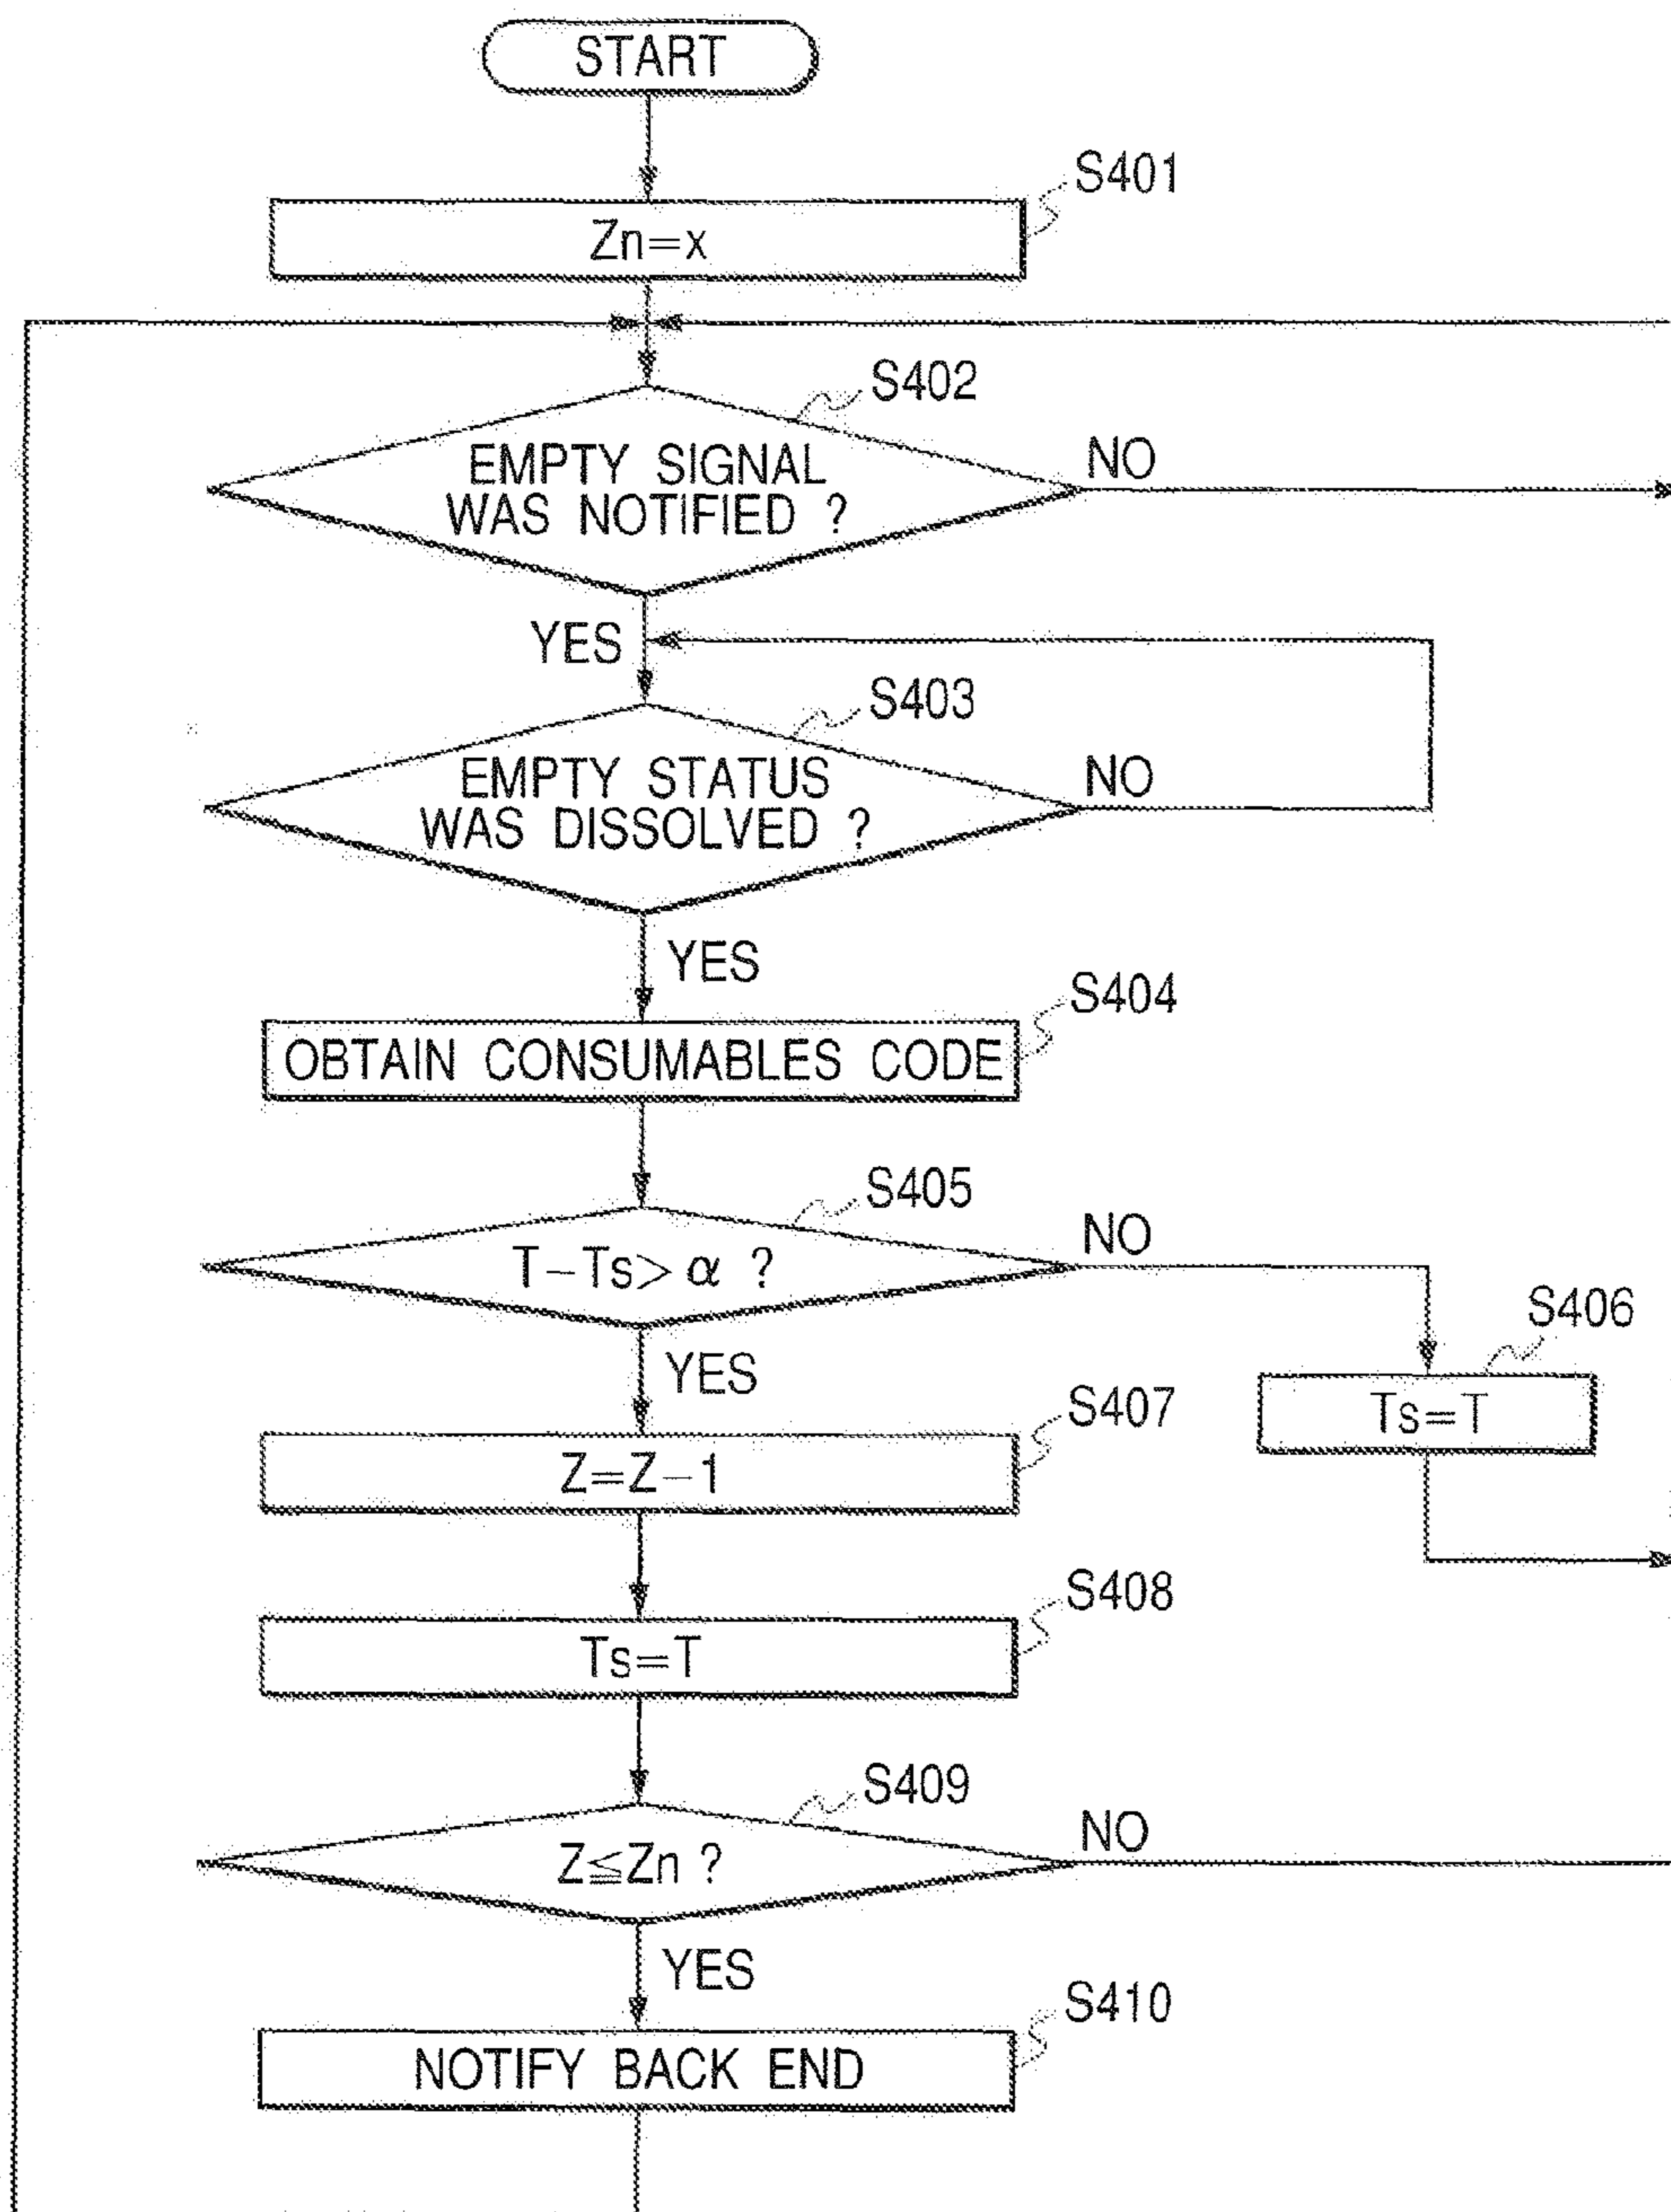 START
S401
Zn=x
S402
EMPTY SIGNAL
WAS NOTIFIED ?
NO
YES
S403
EMPTY STATUS
WAS DISSOLVED ?
NO
YES
S404
OBTAIN CONSUMABLES CODE
S405
T-Ts>α ?
NO
S406
Ts=T
YES
S407
Z=Z-1
S408
Ts=T
S409
Z≦Zn ?
NO
YES
S410
NOTIFY BACK END